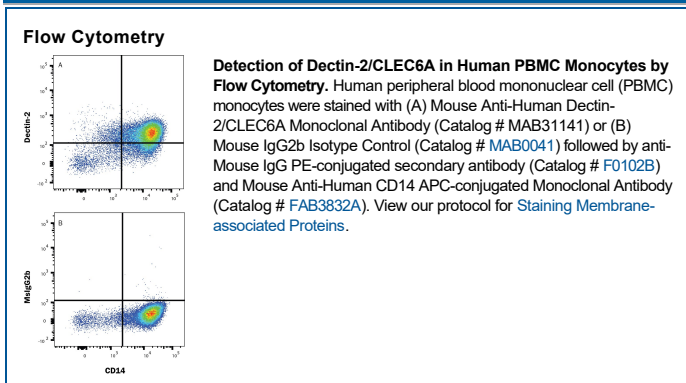 Flow Cytometry
Detection of Dectin-2/CLEC6A in Human PBMC Monocytes by
Flow Cytometry. Human peripheral blood mononuclear cell (PBMC)
monocytes were stained with (A) Mouse Anti-Human Dectin-
2/CLEC6A Monoclonal Antibody (Catalog # MAB31141) or (B)
Mouse IgG2b Isotype Control (Catalog # MAB0041) followed by anti-
Mouse IgG PE-conjugated secondary antibody (Catalog # F0102B)
and Mouse Anti-Human CD14 APC-conjugated Monoclonal Antibody
(Catalog # FAB3832A). View our protocol for Staining Membrane-
associated Proteins.
A
Dectin-2
B
MsIgG2b
CD14